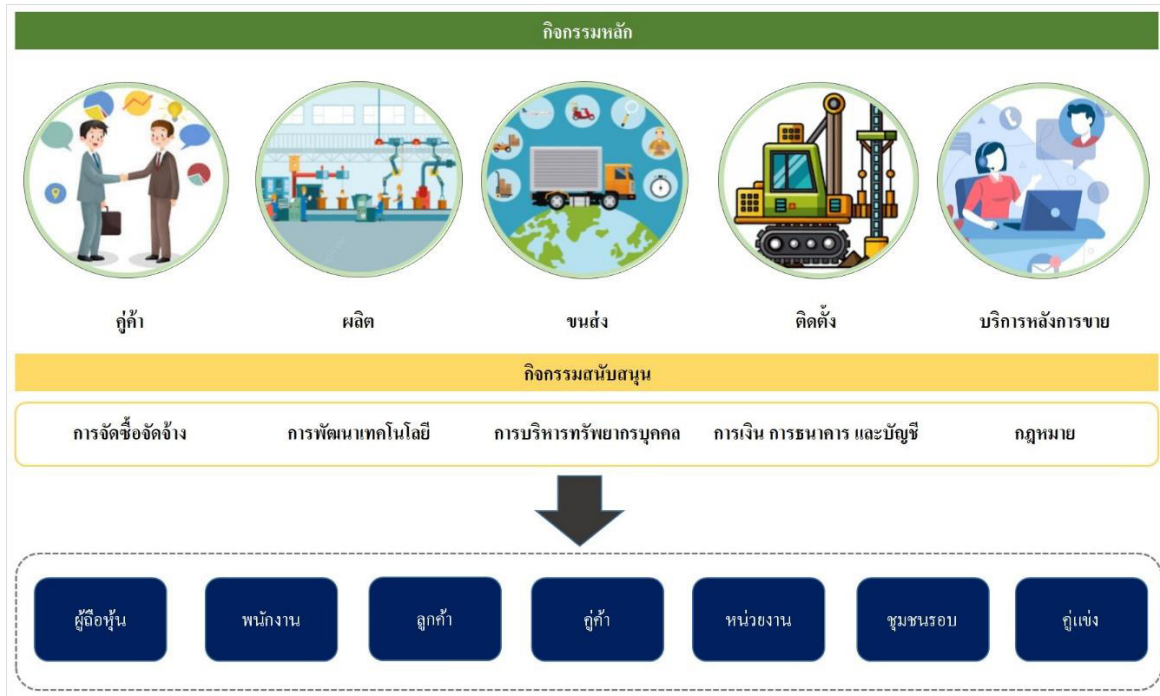 กิจกรรมหลัก
คู่ค้า
ผลิต
ขนส่ง
ติดตั้ง
บริการหลังการขาย
กิจกรรมสนับสนุน
การจัดซื้อจัดจ้าง
การพัฒนาเทคโนโลยี
การบริหารทรัพยากรบุคคล
การเงิน การธนาคาร และบัญชี
กฎหมาย
ผู้ถือหุ้น
พนักงาน
ลูกค้า
คู่ค้า
หน่วยงาน
ชุมชนรอบ
คู่แข่ง